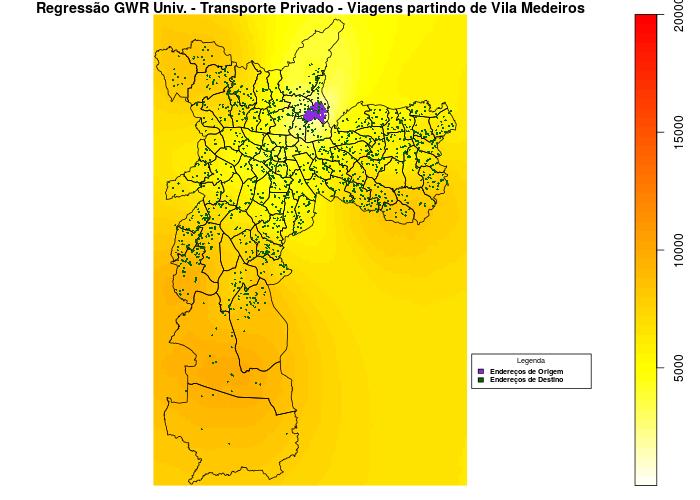 Regressão GWR Univ. - Transporte Privado - Viagens partindo de Vila Medeiros
20000
15000
10000
5000
Legenda
Endereços de Origem
Endereços de Destino